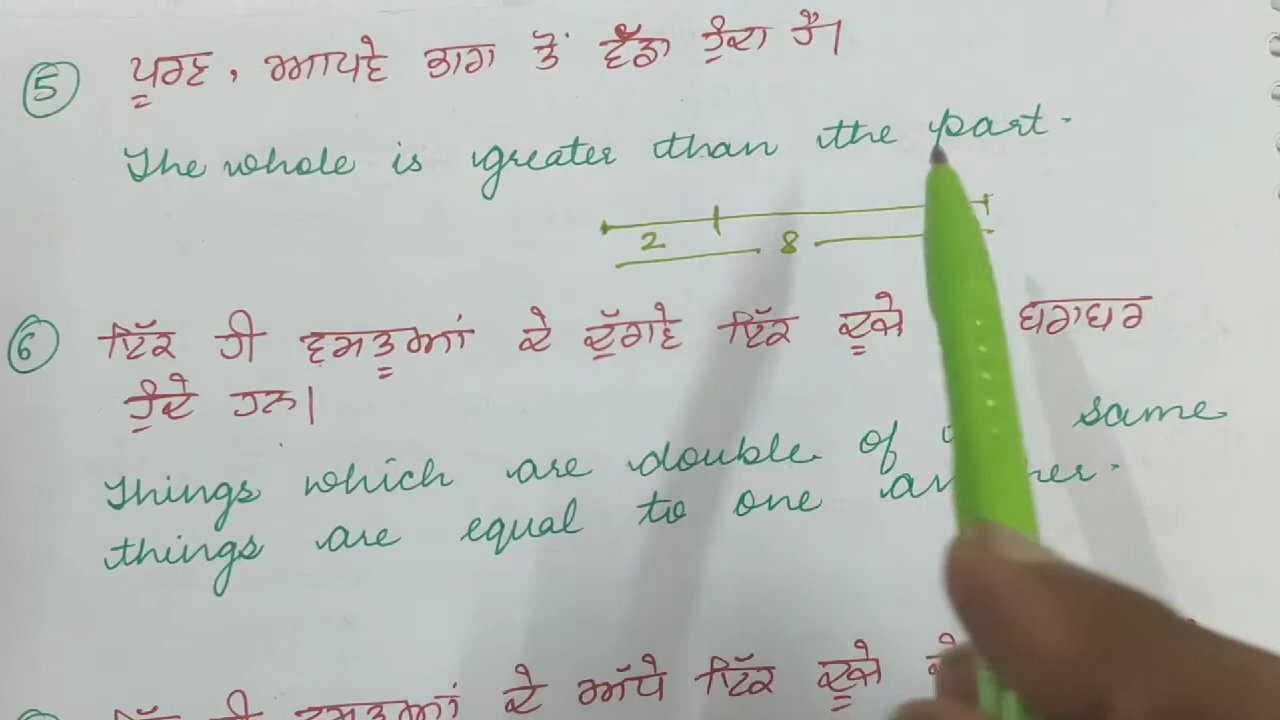 ⑤ ਪੂਰਣ, ਆਪਣੇ ਭਾਗ ਤੋਂ ਵੱਡਾ ਹੁੰਦਾ ਹੈ।
The whole is greater than the part.
2 8
⑥ ਇੱਕ ਹੀ ਵਸਤੂਆਂ ਦੇ ਦੁੱਗਣੇ ਇੱਕ ਦੂਜੇ ਬਰਾਬਰ
ਹੁੰਦੇ ਹਨ।
Things which are double of same
things are equal to one
ਇੱਕ ਹੀ ਵਸਤੂਆਂ ਦੇ ਅੱਧੇ ਇੱਕ ਦੂਜੇ